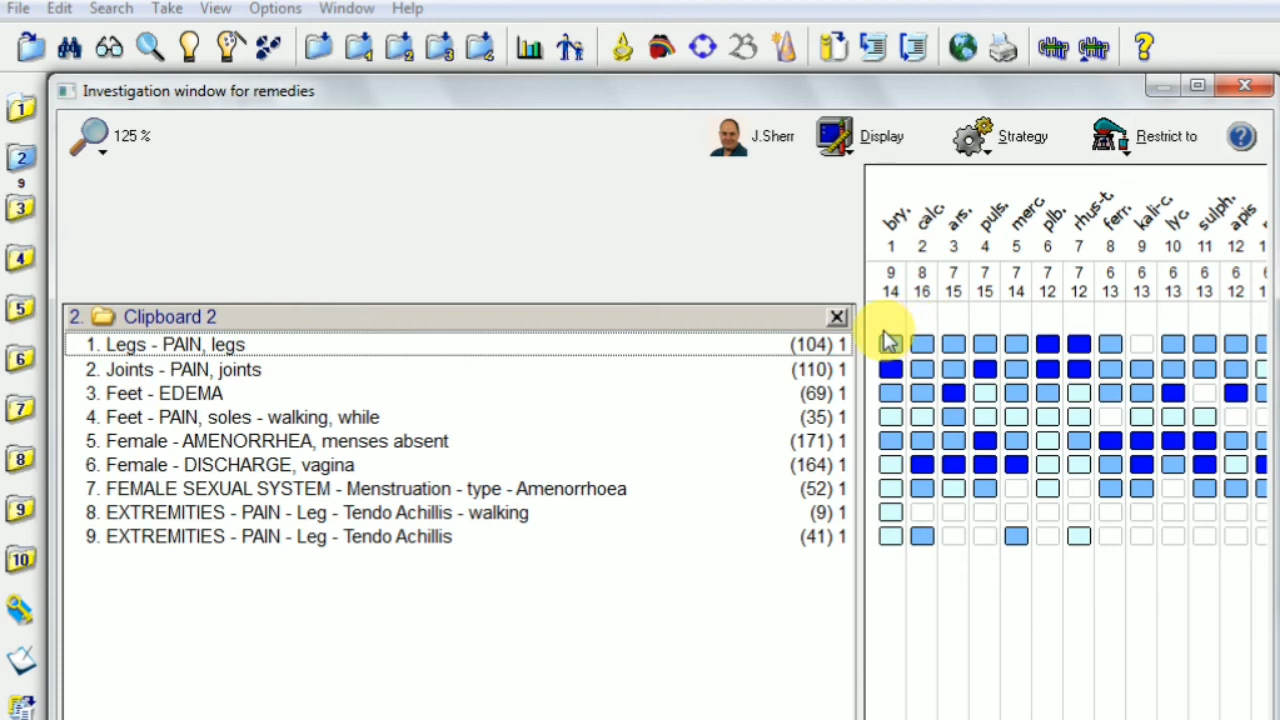 File Edit Search Take View Options Window Help
Investigation window for remedies
125 % J.Sherr Display Strategy Restrict to
bry. calc. ars. puls. merc. plb. rhus-t. ferr. kali-c. lyc. sulph. apis
1 2 3 4 5 6 7 8 9 10 11 12 1
9 8 7 7 7 7 7 6 6 6 6 6 6
14 16 15 15 14 12 12 13 13 13 13 12 1
2. Clipboard 2
1. Legs - PAIN, legs (104) 1
2. Joints - PAIN, joints (110) 1
3. Feet - EDEMA (69) 1
4. Feet - PAIN, soles - walking, while (35) 1
5. Female - AMENORRHEA, menses absent (171) 1
6. Female - DISCHARGE, vagina (164) 1
7. FEMALE SEXUAL SYSTEM - Menstruation - type - Amenorrhoea (52) 1
8. EXTREMITIES - PAIN - Leg - Tendo Achillis - walking (9) 1
9. EXTREMITIES - PAIN - Leg - Tendo Achillis (41) 1
1
2
9
3
4
5
6
7
8
9
10